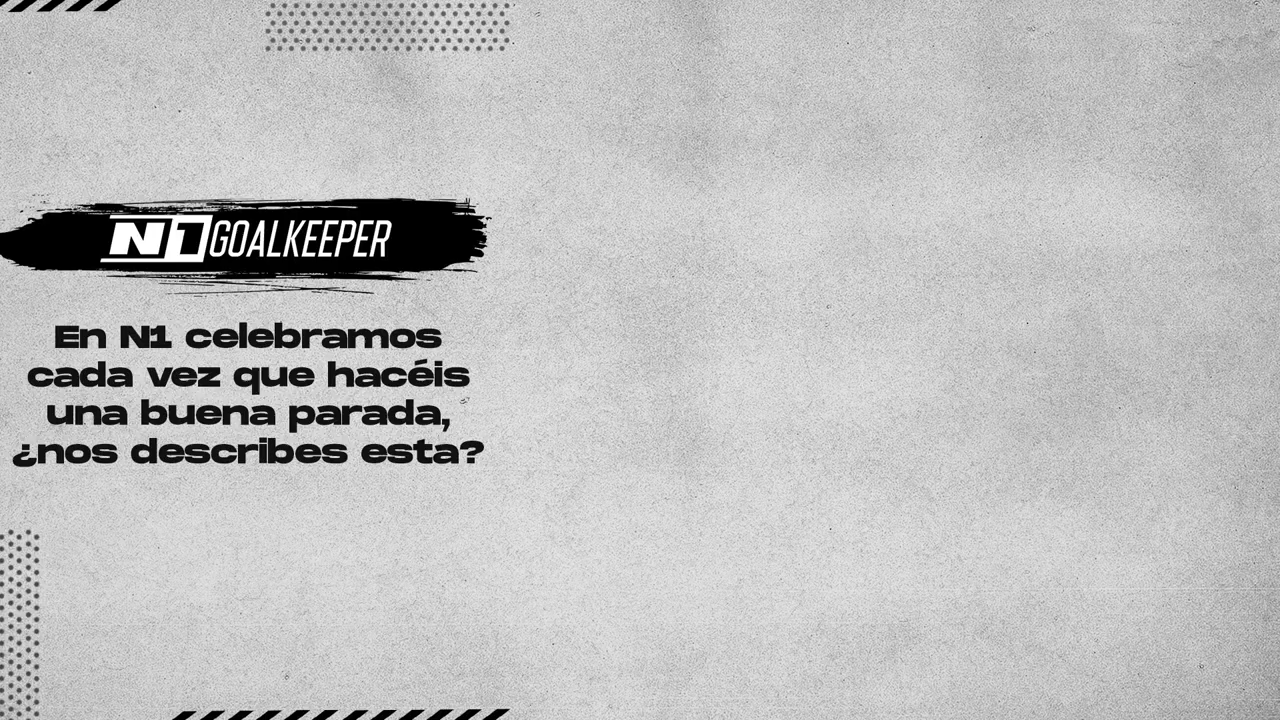 N1 GOALKEEPER
En N1 celebramos
cada vez que hacéis
una buena parada,
¿nos describes esta?